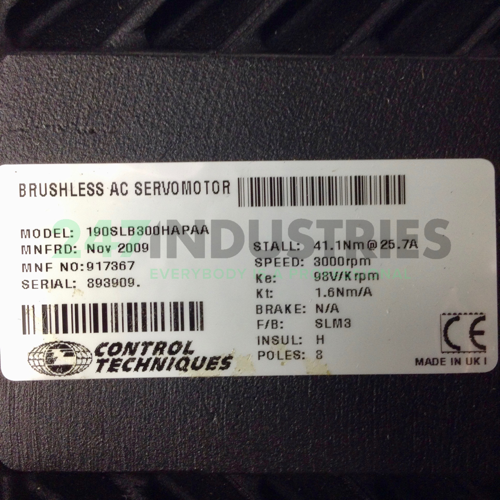 BRUSHLESS AC SERVOMOTOR
MODEL: 190SLB300HAPAA
MNFRD: Nov 2009
MNF NO:917367
SERIAL: 893909.
STALL: 41.1Nm@25.7A
SPEED: 3000rpm
Ke: 98V/Krpm
Kt: 1.6Nm/A
BRAKE: N/A
F/B: SLM3
INSUL: H
POLES: 8
CONTROL
TECHNIQUES
CE
MADE IN UK I
247INDUSTRIES
EVERYBODY'S